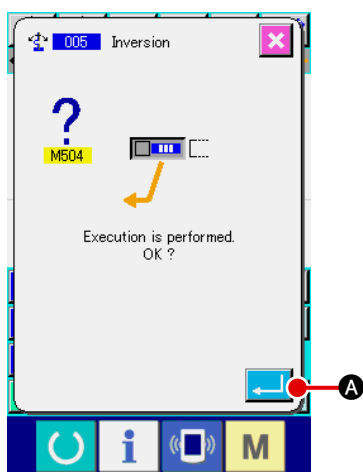 005 Inversion
M504
Execution is performed.
OK ?
A
i
M